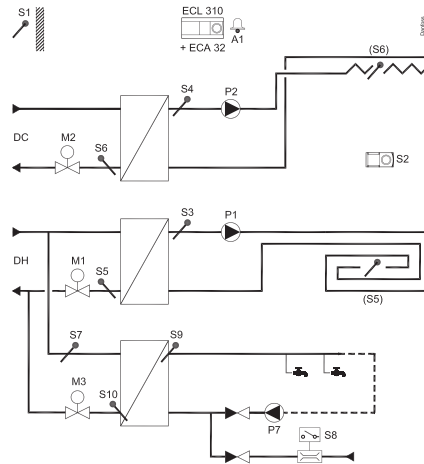 S1
ECL 310
A1
+ ECA 32
Danfoss
(S6)
S4
P2
DC
M2
S6
S2
S3
P1
DH
M1
S5
(S5)
S7
S9
M3
S10
P7
S8